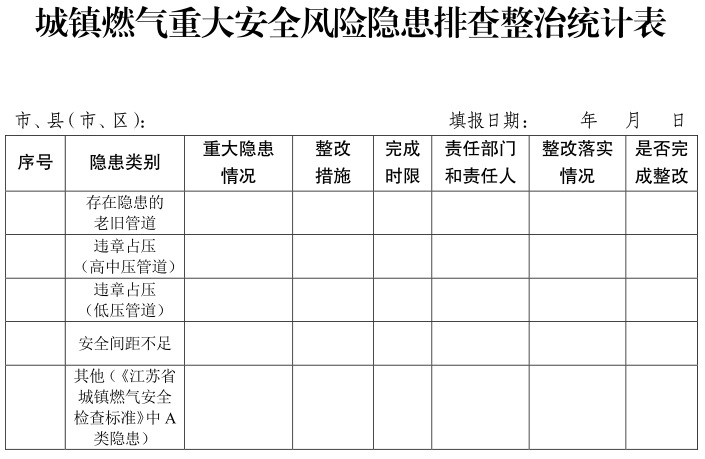 城镇燃气重大安全风险隐患排查整治统计表
市、县(市、区): 填报日期: 年 月 日
序号 隐患类别 重大隐患 整改 完成 责任部门 整改落实 是否完
情况 措施 时限 和责任人 情况 成整改
存在隐患的
老旧管道
违章占压
(高中压管道)
违章占压
(低压管道)
安全间距不足
其他(《江苏省
城镇燃气安全
检查标准》中A
类隐患)